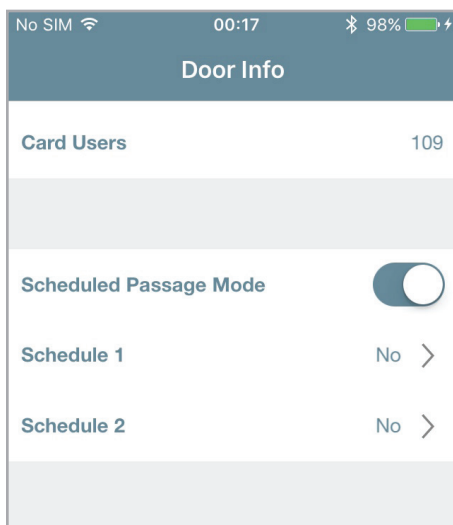 No SIM 00:17 98%
Door Info
Card Users 109
Scheduled Passage Mode
Schedule 1 No
Schedule 2 No